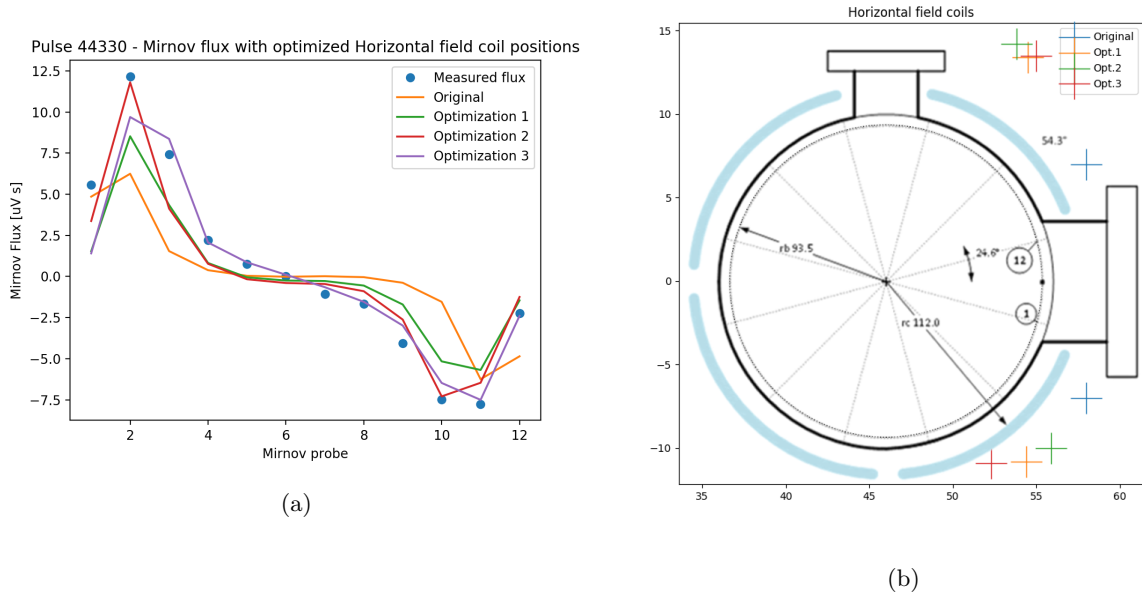 Pulse 44330 - Mirnov flux with optimized Horizontal field coil positions
Mirnov Flux [uV s]
12.5
10.0
7.5
5.0
2.5
0.0
−2.5
−5.0
−7.5
2
4
6
8
10
12
Mirnov probe
Measured flux
Original
Optimization 1
Optimization 2
Optimization 3
(a)
Horizontal field coils
15
10
5
0
−5
−10
35
40
45
50
55
60
Original
Opt.1
Opt.2
Opt.3
54.3°
rb 93.5
24.6°
12
1
rc 112.0
(b)